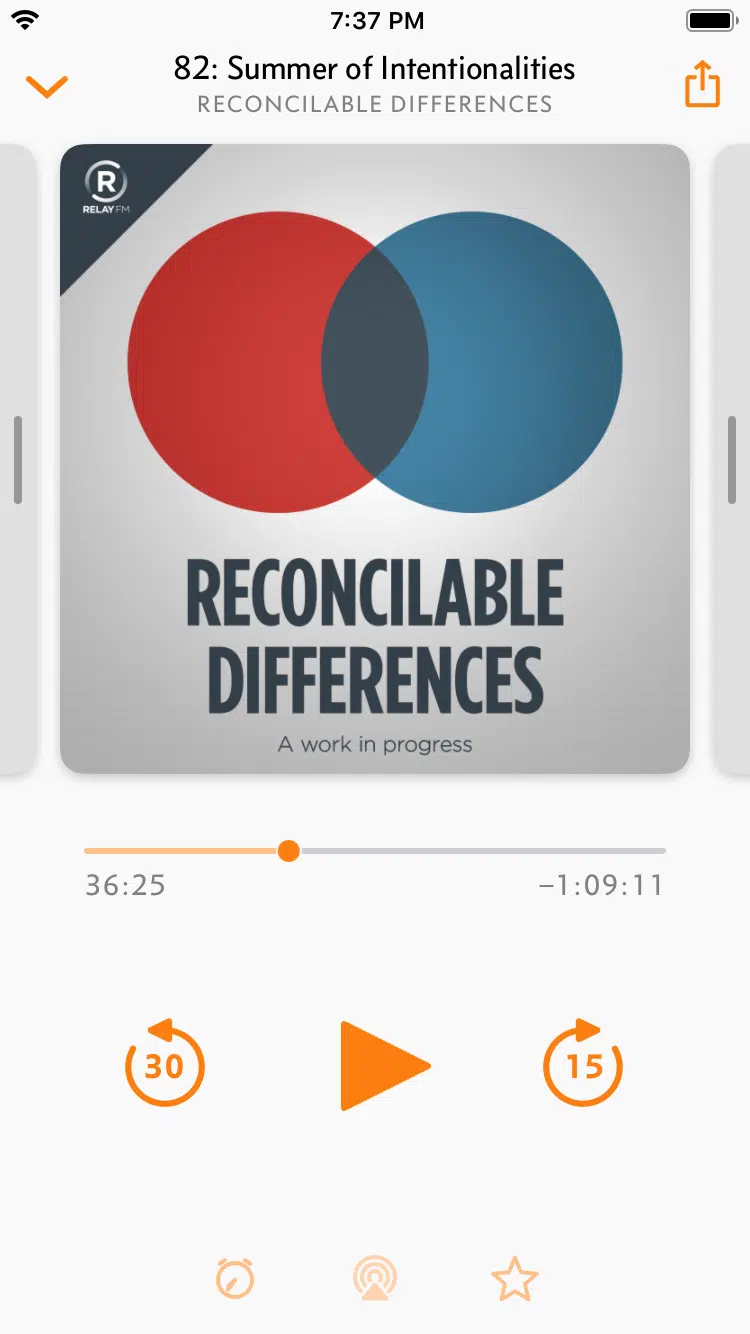 7:37 PM
82: Summer of Intentionalities
RECONCILABLE DIFFERENCES
R
RELAY FM
RECONCILABLE
DIFFERENCES
A work in progress
36:25
–1:09:11
30
15